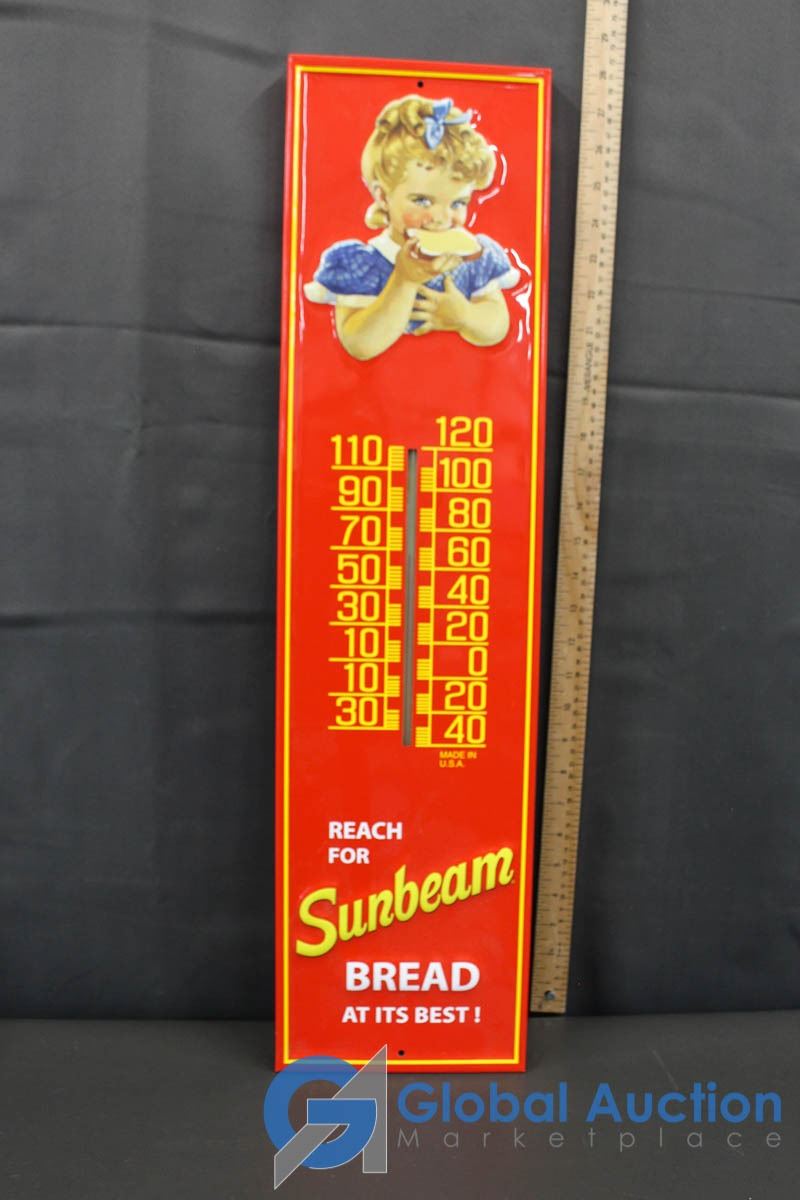 110 120
90 100
70 80
50 60
30 40
10 20
10 0
30 20
40
MADE IN
U.S.A.
REACH
FOR
Sunbeam
BREAD
AT ITS BEST!
GA Global Auction
Marketplace